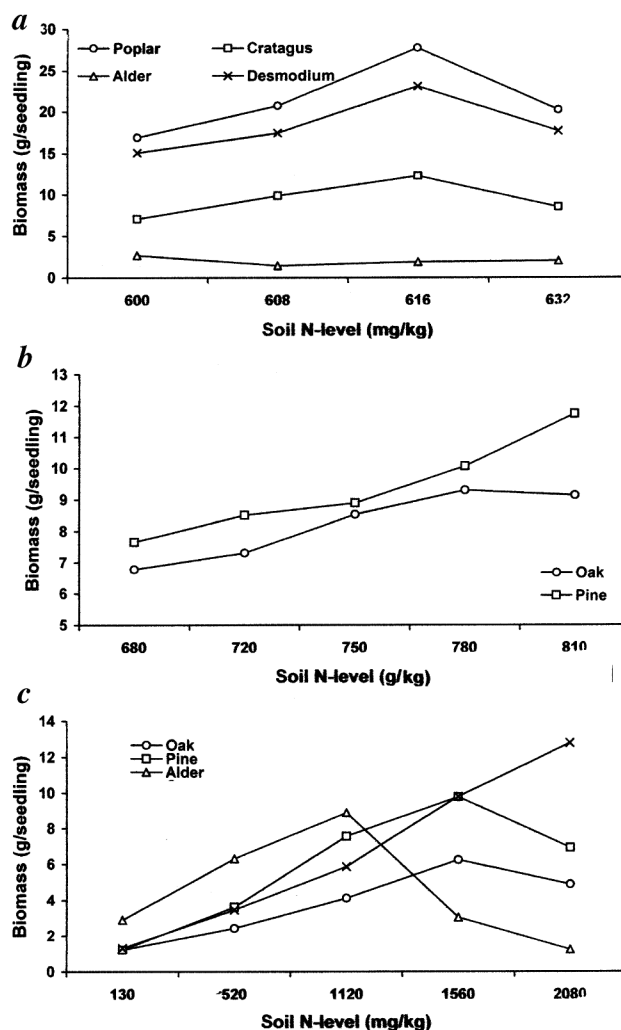 a
Poplar Cratagus
Alder Desmodium
30
25
20
15
10
5
0
Biomass (g/seedling)
600 608 616 632
Soil N-level (mg/kg)
b
13
12
11
10
9
8
7
6
5
Biomass (g/seedling)
Oak
Pine
680 720 750 780 810
Soil N-level (g/kg)
c
14
12
10
8
6
4
2
0
Biomass (g/seedling)
Oak
Pine
Alder
130 520 1120 1560 2080
Soil N-level (mg/kg)